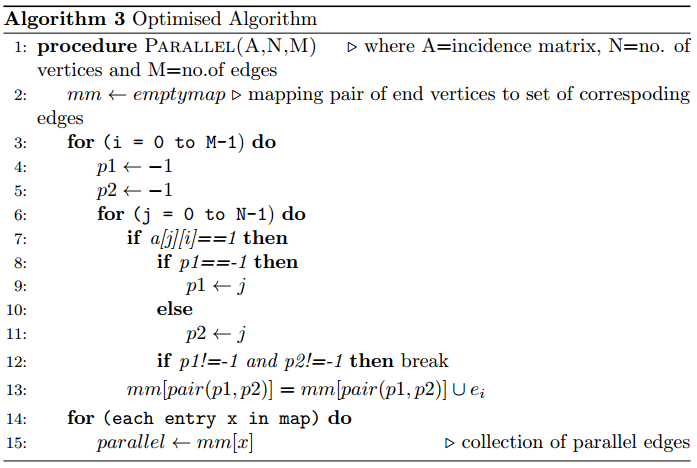 Algorithm 3 Optimised Algorithm
1: procedure PARALLEL(A,N,M) ▷ where A=incidence matrix, N=no. of
vertices and M=no.of edges
2: mm ← emptymap ▷ mapping pair of end vertices to set of correspoding
edges
3: for (i = 0 to M-1) do
4: p1 ← −1
5: p2 ← −1
6: for (j = 0 to N-1) do
7: if a[j][i]==1 then
8: if p1==-1 then
9: p1 ← j
10: else
11: p2 ← j
12: if p1!=-1 and p2!=-1 then break
13: mm[pair(p1,p2)] = mm[pair(p1,p2)] ∪ e_i
14: for (each entry x in map) do
15: parallel ← mm[x] ▷ collection of parallel edges